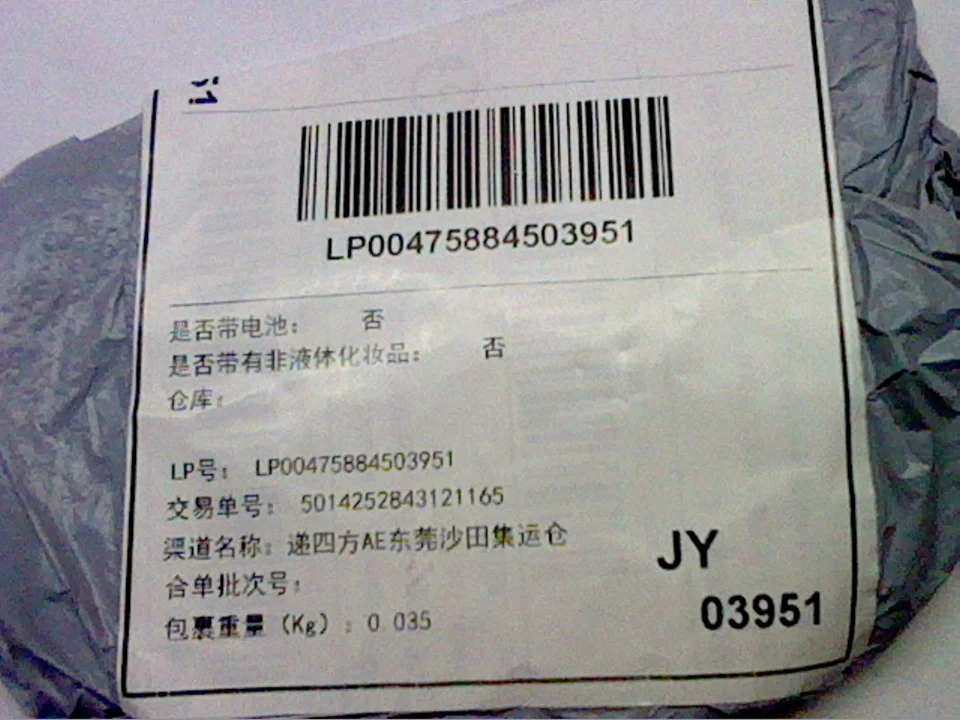 LP00475884503951
是否带电池： 否
是否带有非液体化妆品： 否
仓库：
LP号： LP00475884503951
交易单号： 5014252843121165
渠道名称：递四方AE东莞沙田集运仓
合单批次号：
包裹重量（Kg）：0.035
JY
03951